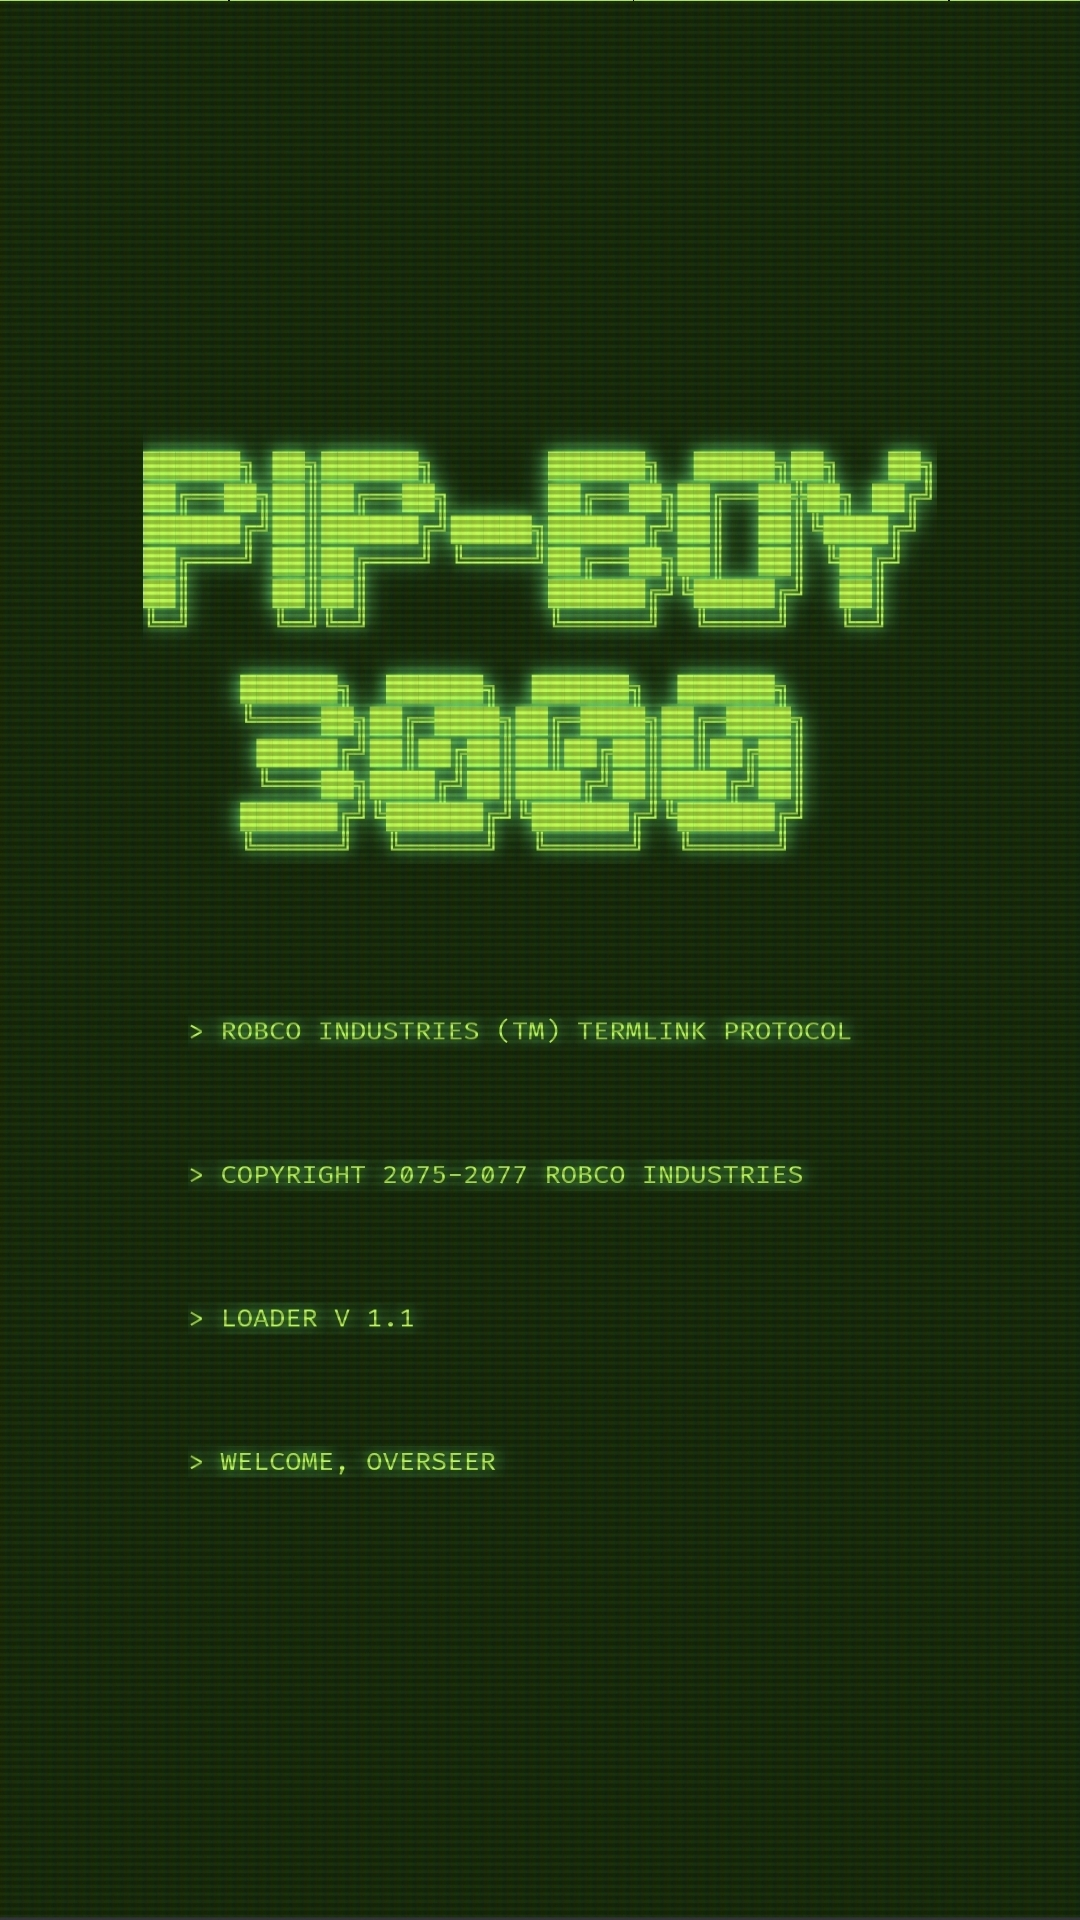 PIP-BOY
3000
> ROBCO INDUSTRIES (TM) TERMLINK PROTOCOL
> COPYRIGHT 2075-2077 ROBCO INDUSTRIES
> LOADER V 1.1
> WELCOME, OVERSEER